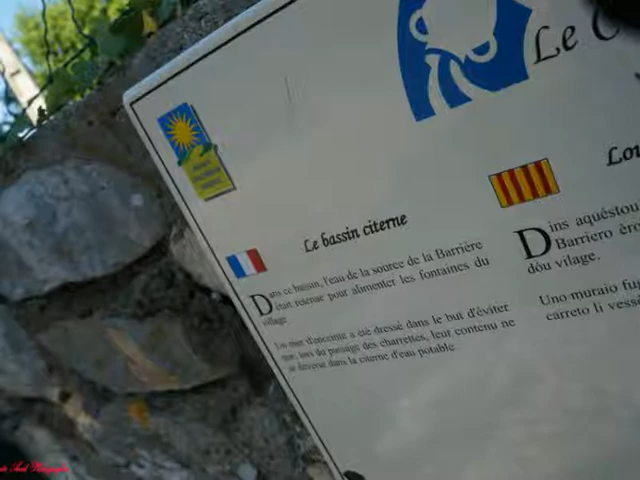 Le C
Le bassin citerne
Dans ce bassin, l'eau de la source de la Barrière
était retenue pour alimenter les fontaines du
village
Un mur d'enceinte a été dressé dans le but d'éviter
que, lors du passage des charrettes, leur contenu ne
se déverse dans la citerne d'eau potable.
Lou
Dins aquéstou
Barriero èro
dóu vilage.
Uno muraio fu
carreto li vess